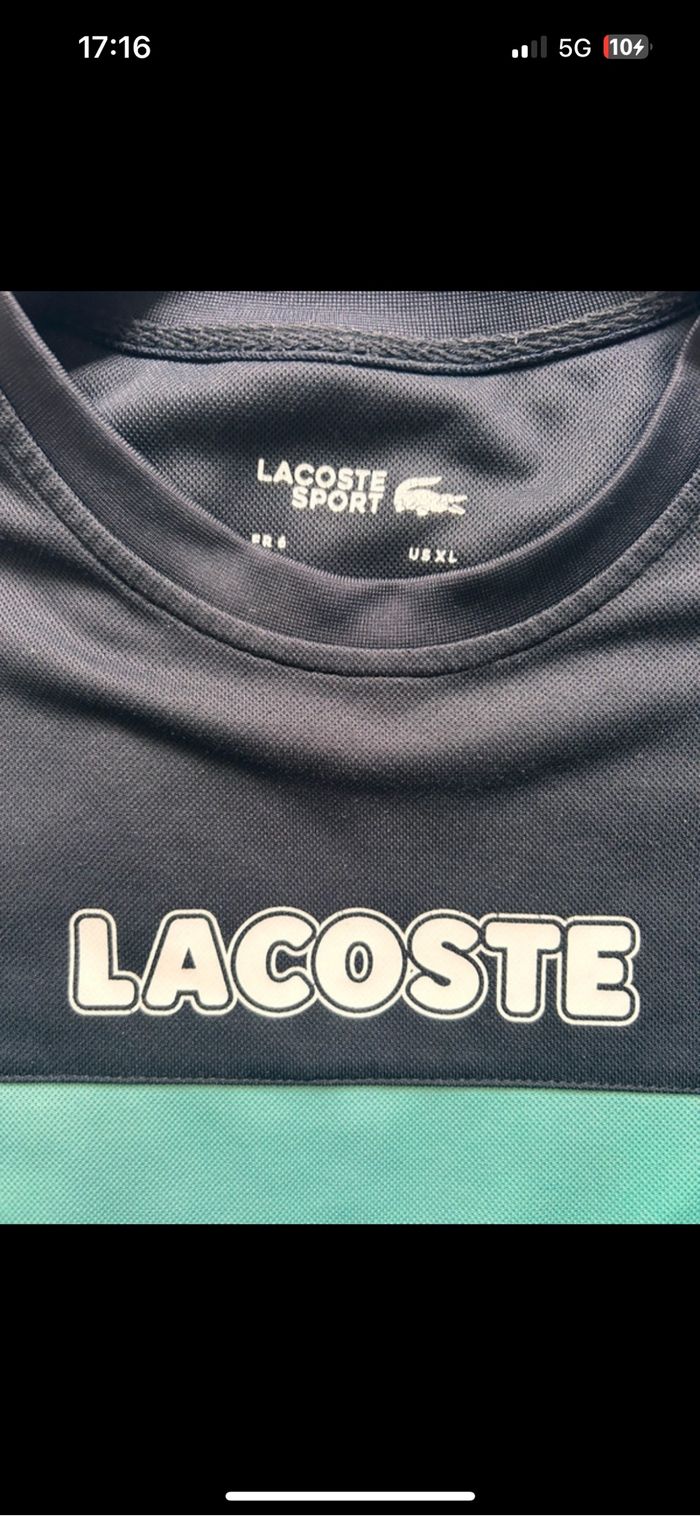 17:16 5G 10
LACOSTE
SPORT
FR 6 US XL
LACOSTE